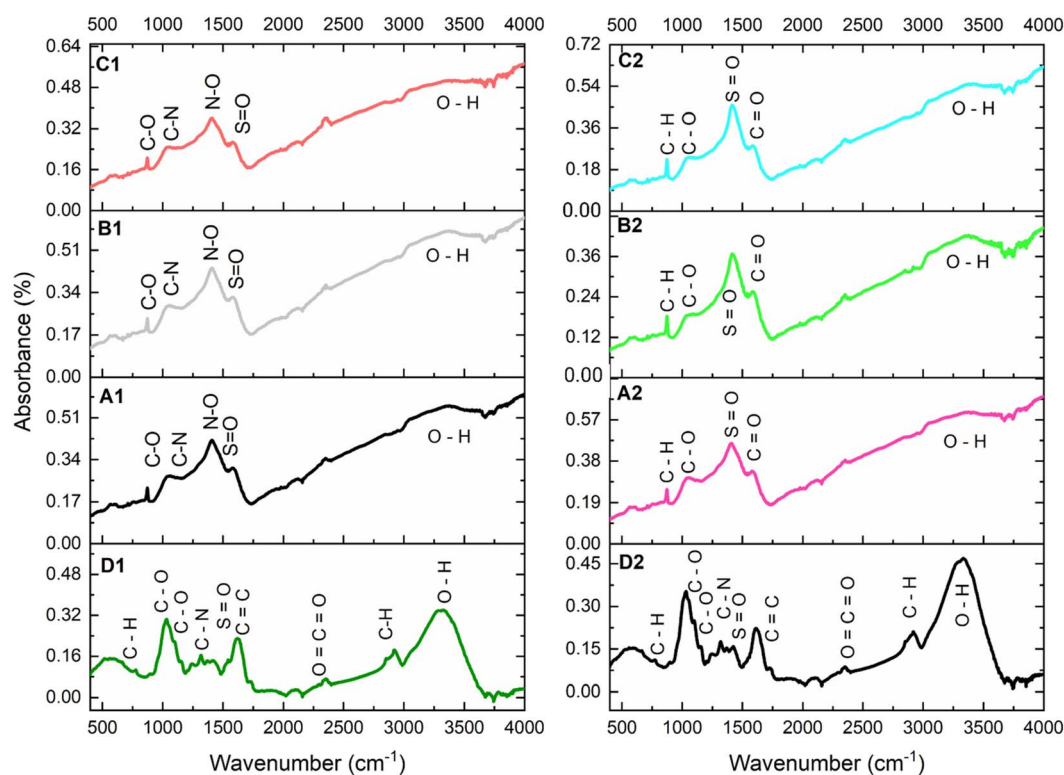 500 1000 1500 2000 2500 3000 3500 4000
500 1000 1500 2000 2500 3000 3500 4000
Absorbance (%)
C1
0.64
0.48
0.32
0.16
0.00
C-O
C-N
N-O
S=O
O - H
C2
0.72
0.54
0.36
0.18
0.00
C - H
C - O
S = O
C = O
O - H
B1
0.51
0.34
0.17
0.00
C-O
C-N
N-O
S=O
O - H
B2
0.36
0.24
0.12
0.00
C - H
C - O
S = O
C = O
O - H
A1
0.51
0.34
0.17
0.00
C-O
C-N
N-O
S=O
O - H
A2
0.57
0.38
0.19
0.00
C - H
C - O
S = O
C = O
O - H
D1
0.48
0.32
0.16
0.00
C - H
C - O
C - O
C - N
S = O
C = C
O = C = O
C-H
O - H
D2
0.45
0.30
0.15
0.00
C - H
C - O
C - O
C - N
S = O
C = C
O = C = O
C - H
O - H
500 1000 1500 2000 2500 3000 3500 4000
500 1000 1500 2000 2500 3000 3500 4000
Wavenumber (cm⁻¹)
Wavenumber (cm⁻¹)